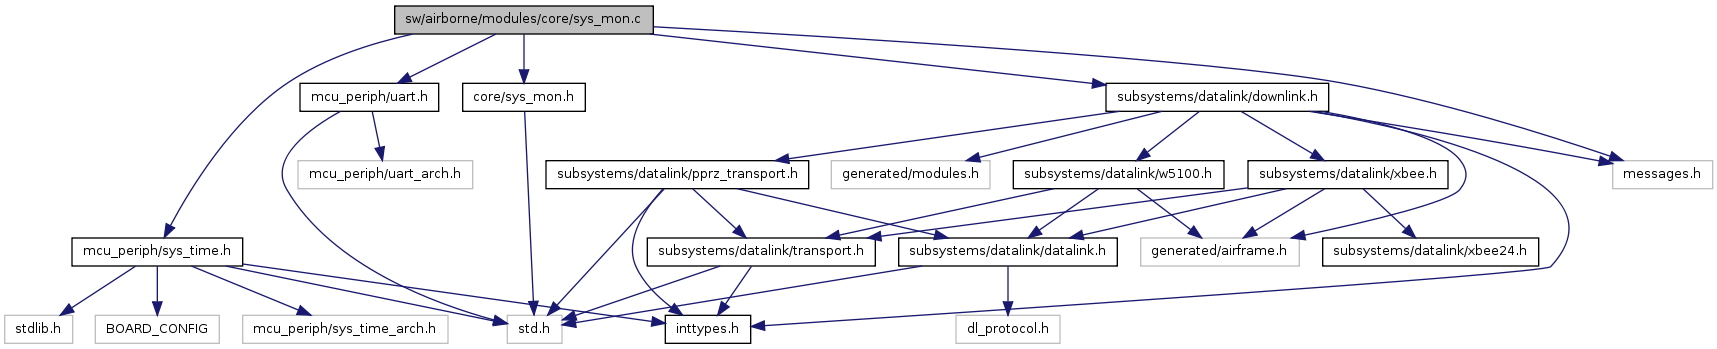 sw/airborne/modules/core/sys_mon.c
mcu_periph/uart.h
core/sys_mon.h
subsystems/datalink/downlink.h
mcu_periph/uart_arch.h
subsystems/datalink/pprz_transport.h
generated/modules.h
subsystems/datalink/w5100.h
subsystems/datalink/xbee.h
messages.h
mcu_periph/sys_time.h
subsystems/datalink/transport.h
subsystems/datalink/datalink.h
generated/airframe.h
subsystems/datalink/xbee24.h
stdlib.h
BOARD_CONFIG
mcu_periph/sys_time_arch.h
std.h
inttypes.h
dl_protocol.h